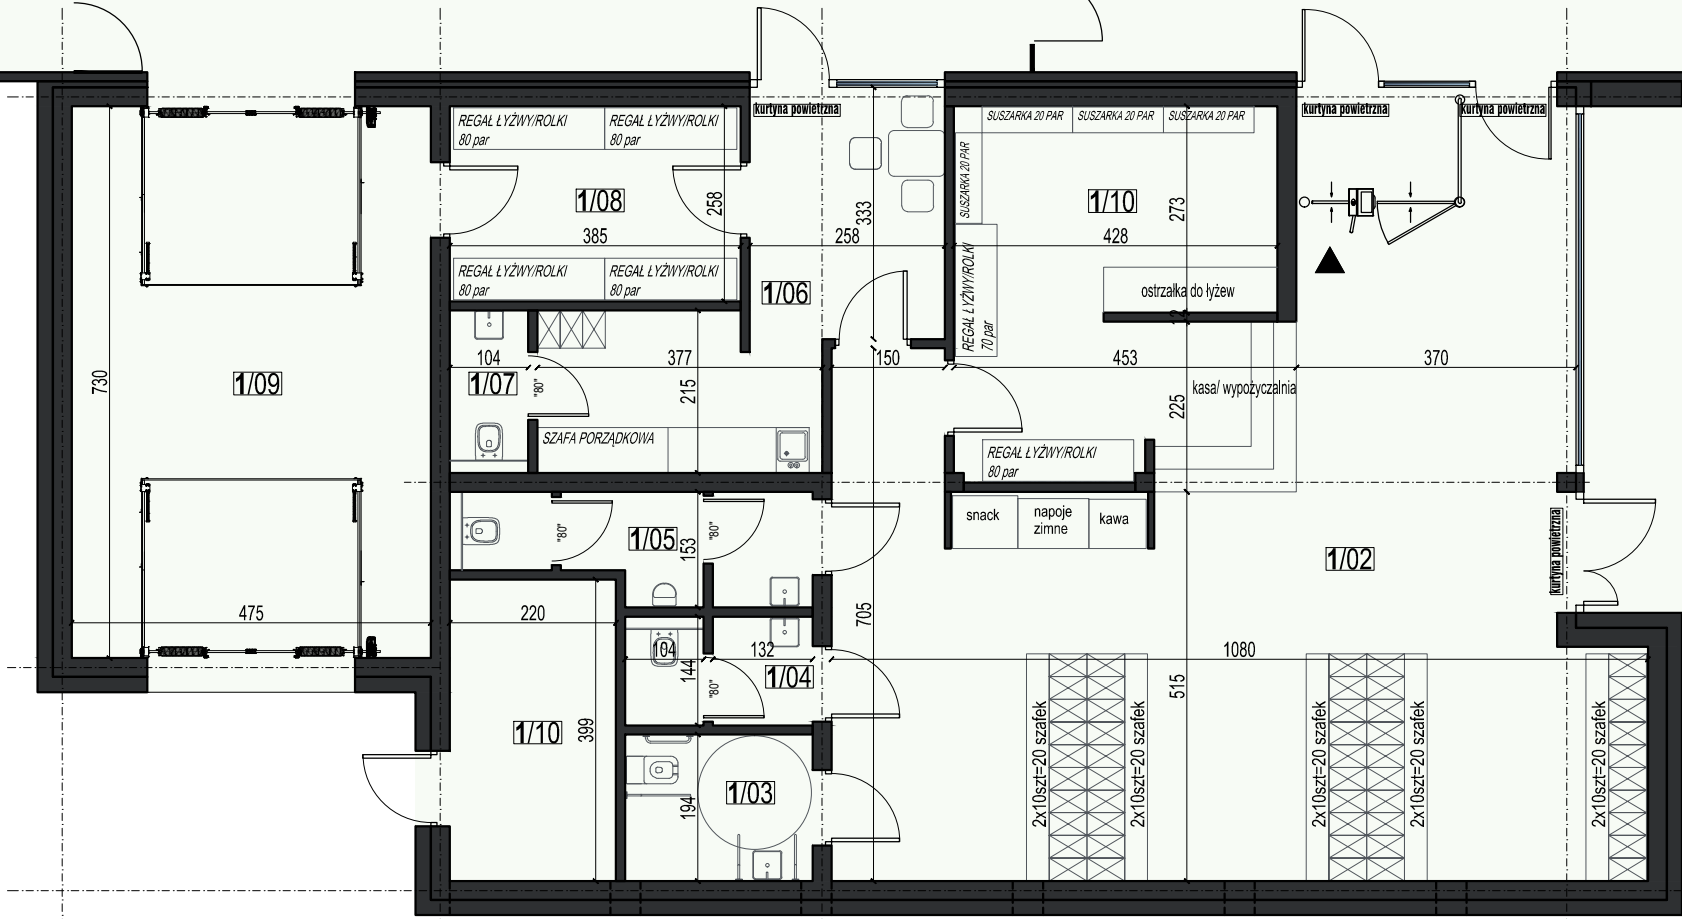 kurtyna powietrzna
kurtyna powietrzna
kurtyna powietrzna
REGAŁ ŁYŻWY/ROLKI
80 par
REGAŁ ŁYŻWY/ROLKI
80 par
SUSZARKA 20 PAR
SUSZARKA 20 PAR
SUSZARKA 20 PAR
SUSZARKA 20 PAR
1/08
385
258
333
258
1/10
428
273
REGAŁ ŁYŻWY/ROLKI
80 par
REGAŁ ŁYŻWY/ROLKI
80 par
1/06
REGAŁ ŁYŻWY/ROLKI
70 par
ostrzałka do łyżew
12
104
377
150
453
370
1/09
730
1/07
"80"
215
kasa/ wypożyczalnia
225
SZAFA PORZĄDKOWA
REGAŁ ŁYŻWY/ROLKI
80 par
snack
napoje
zimne
kawa
"80"
1/05
153
"80"
1/02
kurtyna powietrzna
475
220
705
104
132
1080
144
"80"
1/04
515
1/10
399
1/03
194
2x10szt=20 szafek
2x10szt=20 szafek
2x10szt=20 szafek
2x10szt=20 szafek
2x10szt=20 szafek